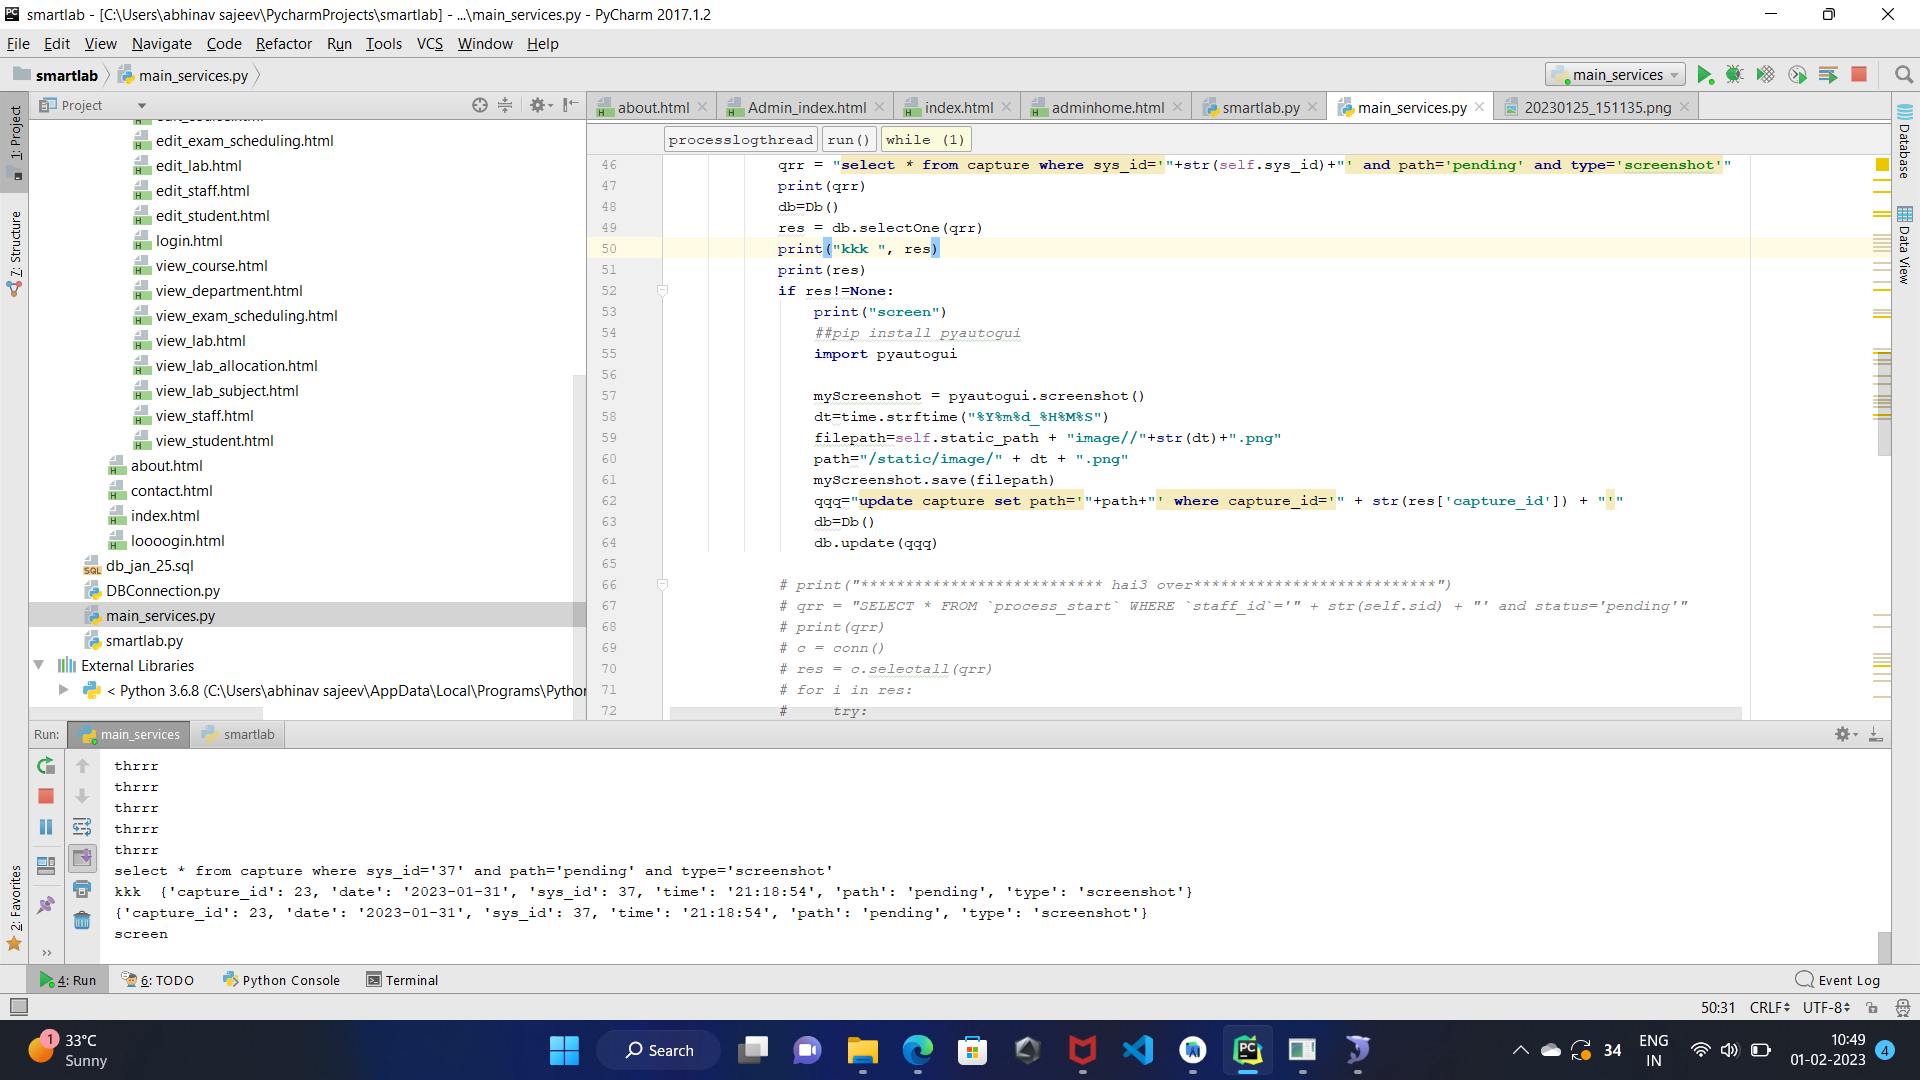 smartlab - [C:\Users\abhinav sajeev\PycharmProjects\smartlab] - ...\main_services.py - PyCharm 2017.1.2
File Edit View Navigate Code Refactor Run Tools VCS Window Help
smartlab main_services.py
main_services
1: Project
7: Structure
2: Favorites
Project
edit_exam_scheduling.html
edit_lab.html
edit_staff.html
edit_student.html
login.html
view_course.html
view_department.html
view_exam_scheduling.html
view_lab.html
view_lab_allocation.html
view_lab_subject.html
view_staff.html
view_student.html
about.html
contact.html
index.html
loooogin.html
db_jan_25.sql
DBConnection.py
main_services.py
smartlab.py
External Libraries
< Python 3.6.8 (C:\Users\abhinav sajeev\AppData\Local\Programs\Pytho
about.html Admin_index.html index.html adminhome.html smartlab.py main_services.py 20230125_151135.png
processlogthread run() while (1)
46 qrr = "select * from capture where sys_id='"+str(self.sys_id)+"' and path='pending' and type='screenshot'"
47 print(qrr)
48 db=Db()
49 res = db.selectOne(qrr)
50 print("kkk ", res)
51 print(res)
52 if res!=None:
53 print("screen")
54 ##pip install pyautogui
55 import pyautogui
56
57 myScreenshot = pyautogui.screenshot()
58 dt=time.strftime("%Y%m%d_%H%M%S")
59 filepath=self.static_path + "image//"+str(dt)+".png"
60 path="/static/image/" + dt + ".png"
61 myScreenshot.save(filepath)
62 qqq="update capture set path='"+path+"' where capture_id='" + str(res['capture_id']) + "'"
63 db=Db()
64 db.update(qqq)
65
66 # print("*************************** hai3 over***************************")
67 # qrr = "SELECT * FROM `process_start` WHERE `staff_id`='" + str(self.sid) + "' and status='pending'"
68 # print(qrr)
69 # c = conn()
70 # res = c.selectall(qrr)
71 # for i in res:
72 # try:
Database
Data View
Run: main_services smartlab
thrrr
thrrr
thrrr
thrrr
thrrr
select * from capture where sys_id='37' and path='pending' and type='screenshot'
kkk  {'capture_id': 23, 'date': '2023-01-31', 'sys_id': 37, 'time': '21:18:54', 'path': 'pending', 'type': 'screenshot'}
{'capture_id': 23, 'date': '2023-01-31', 'sys_id': 37, 'time': '21:18:54', 'path': 'pending', 'type': 'screenshot'}
screen
4: Run 6: TODO Python Console Terminal Event Log
50:31 CRLF UTF-8
1 33°C
Sunny
Search
34 ENG
IN
10:49
01-02-2023 4